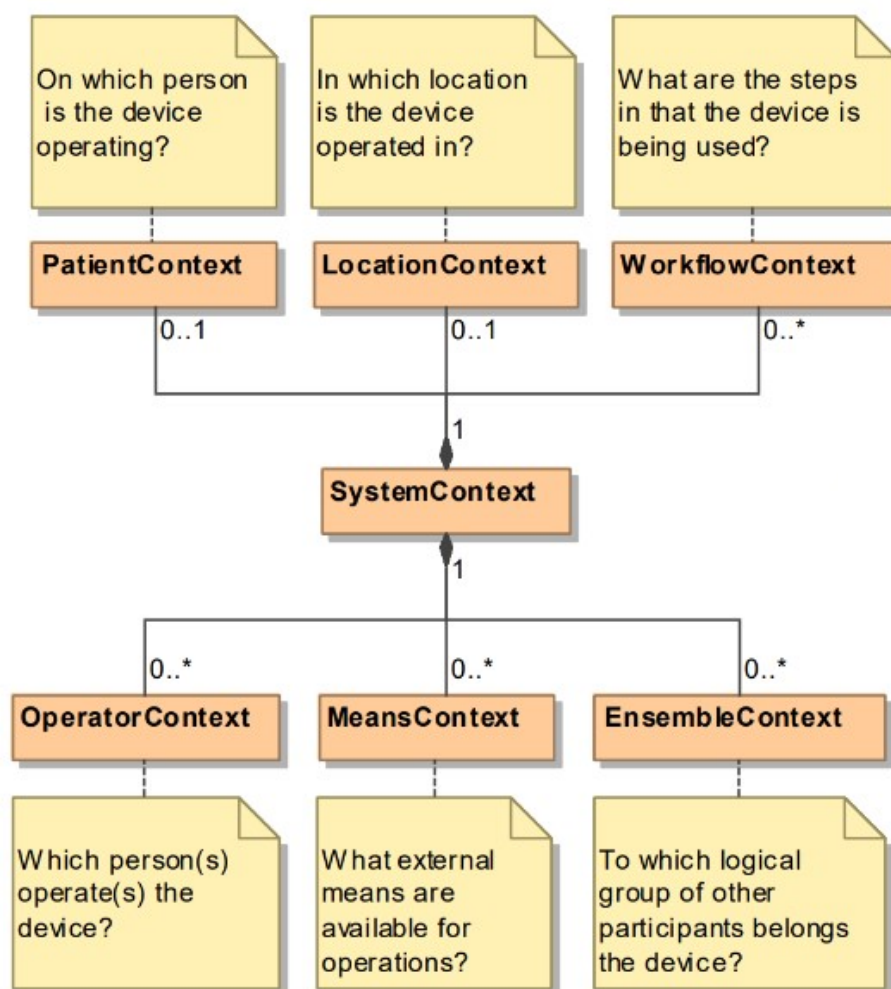 On which person
is the device
operating?
In which location
is the device
operated in?
What are the steps
in that the device is
being used?
PatientContext
LocationContext
WorkflowContext
0..1
0..1
0..*
1
SystemContext
1
0..*
0..*
0..*
OperatorContext
MeansContext
EnsembleContext
Which person(s)
operate(s) the
device?
What external
means are
available for
operations?
To which logical
group of other
participants belongs
the device?